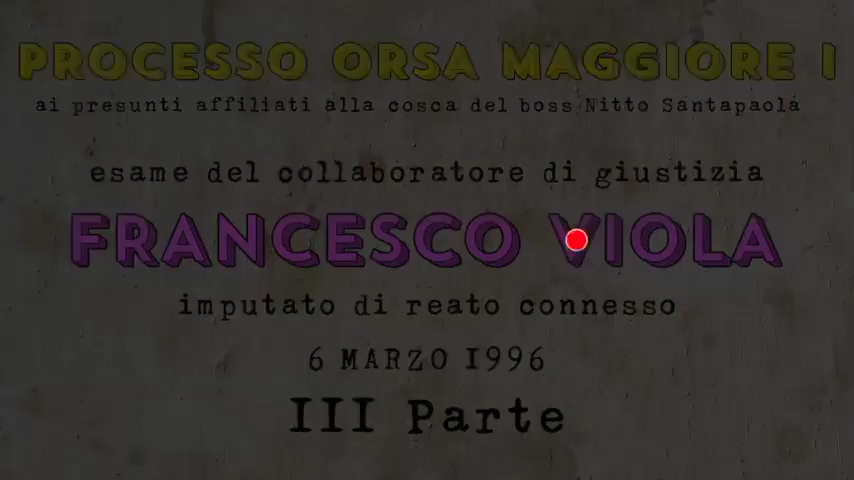 PROCESSO ORSA MAGGIORE I
ai presunti affiliati alla cosca del boss Nitto Santapaola
esame del collaboratore di giustizia
FRANCESCO VIOLA
imputato di reato connesso
6 MARZO 1996
III Parte